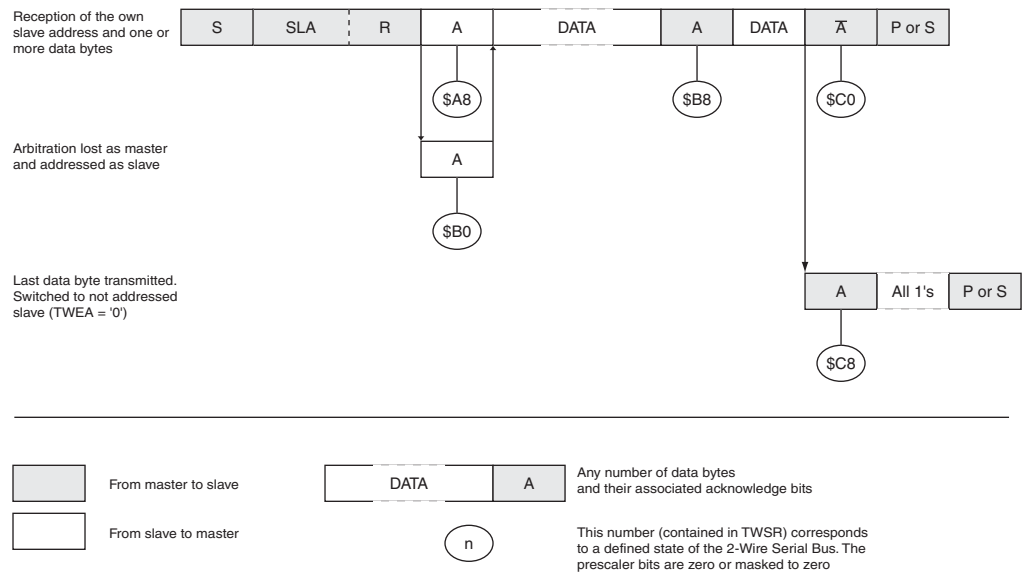 Reception of the own
slave address and one or
more data bytes
S SLA R A DATA A DATA A̅ P or S
$A8 $B8 $C0
Arbitration lost as master
and addressed as slave
A
$B0
Last data byte transmitted.
Switched to not addressed
slave (TWEA = '0')
A All 1's P or S
$C8
From master to slave
DATA A
Any number of data bytes
and their associated acknowledge bits
From slave to master
n
This number (contained in TWSR) corresponds
to a defined state of the 2-Wire Serial Bus. The
prescaler bits are zero or masked to zero